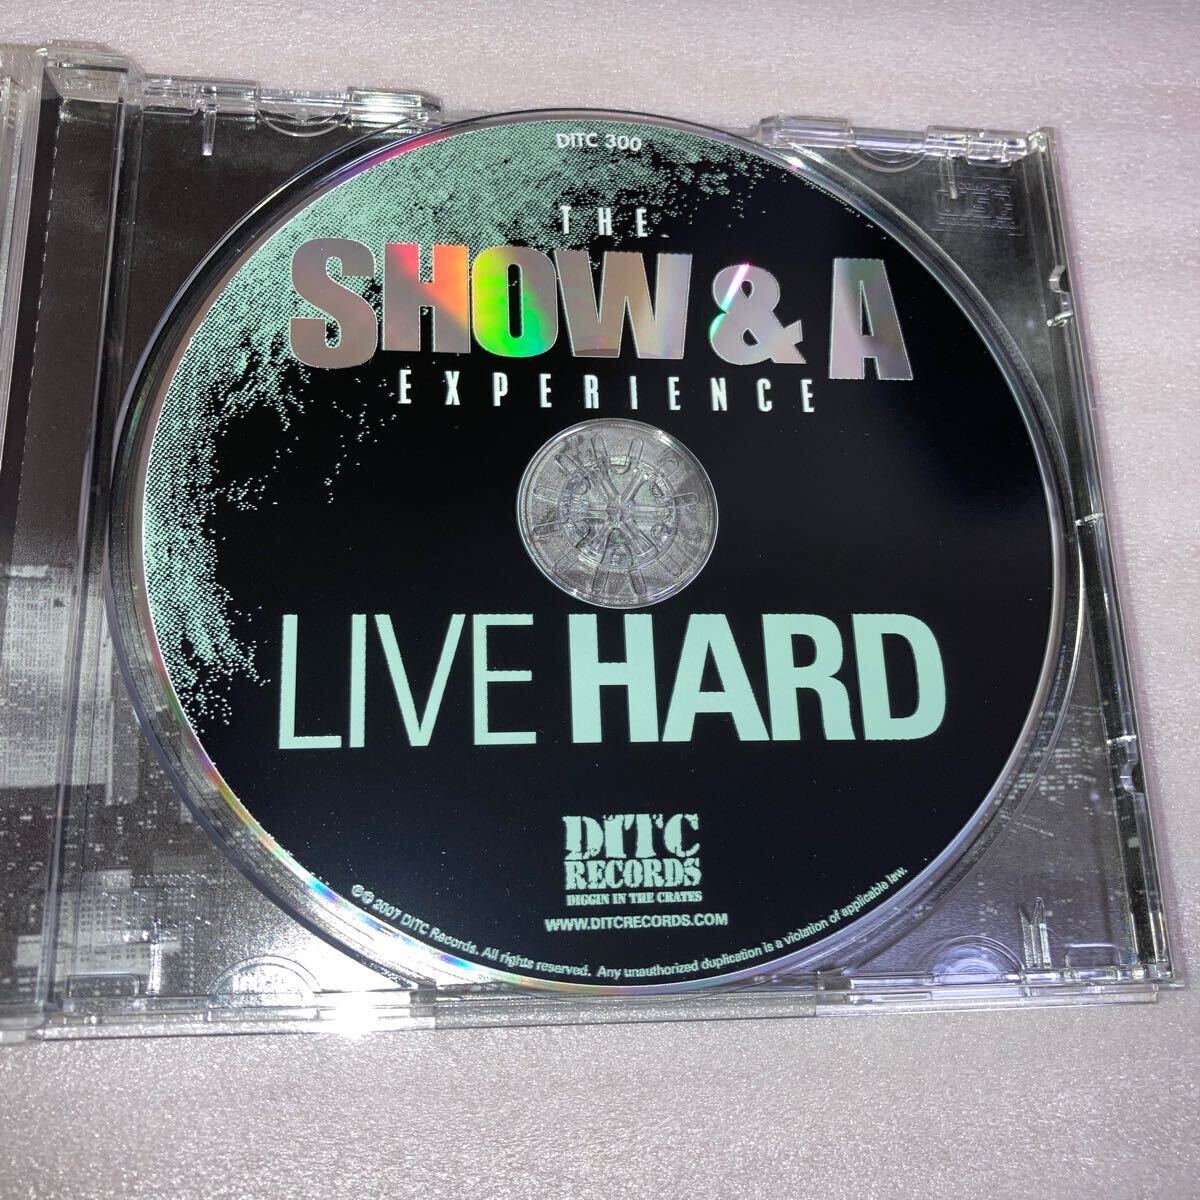 DITC 300
THE
SHOW & A
EXPERIENCE
LIVE HARD
DITC
RECORDS
DIGGIN IN THE CRATES
WWW.DITCRECORDS.COM
℗ © 2007 DITC Records. All rights reserved. Any unauthorized duplication is a violation of applicable law.